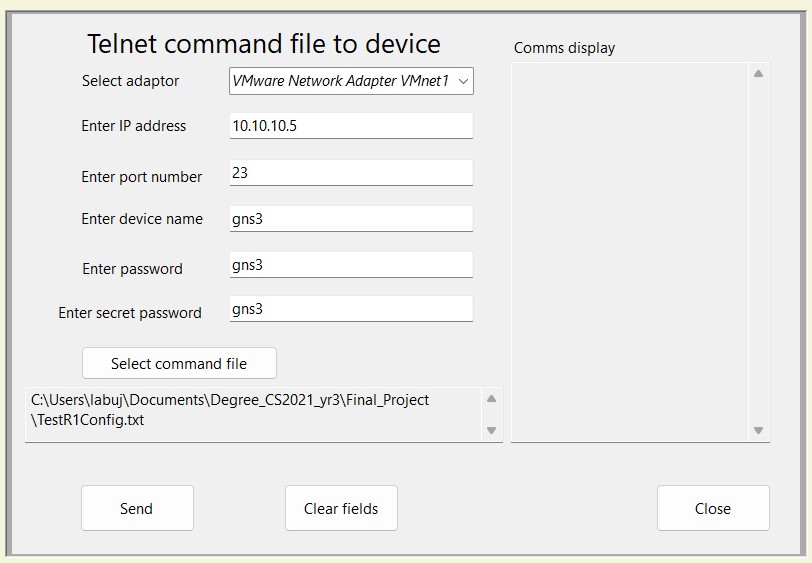 Telnet command file to device
Comms display
Select adaptor
VMware Network Adapter VMnet1
Enter IP address
10.10.10.5
Enter port number
23
Enter device name
gns3
Enter password
gns3
Enter secret password
gns3
Select command file
C:\Users\labuj\Documents\Degree_CS2021_yr3\Final_Project
\TestR1Config.txt
Send
Clear fields
Close